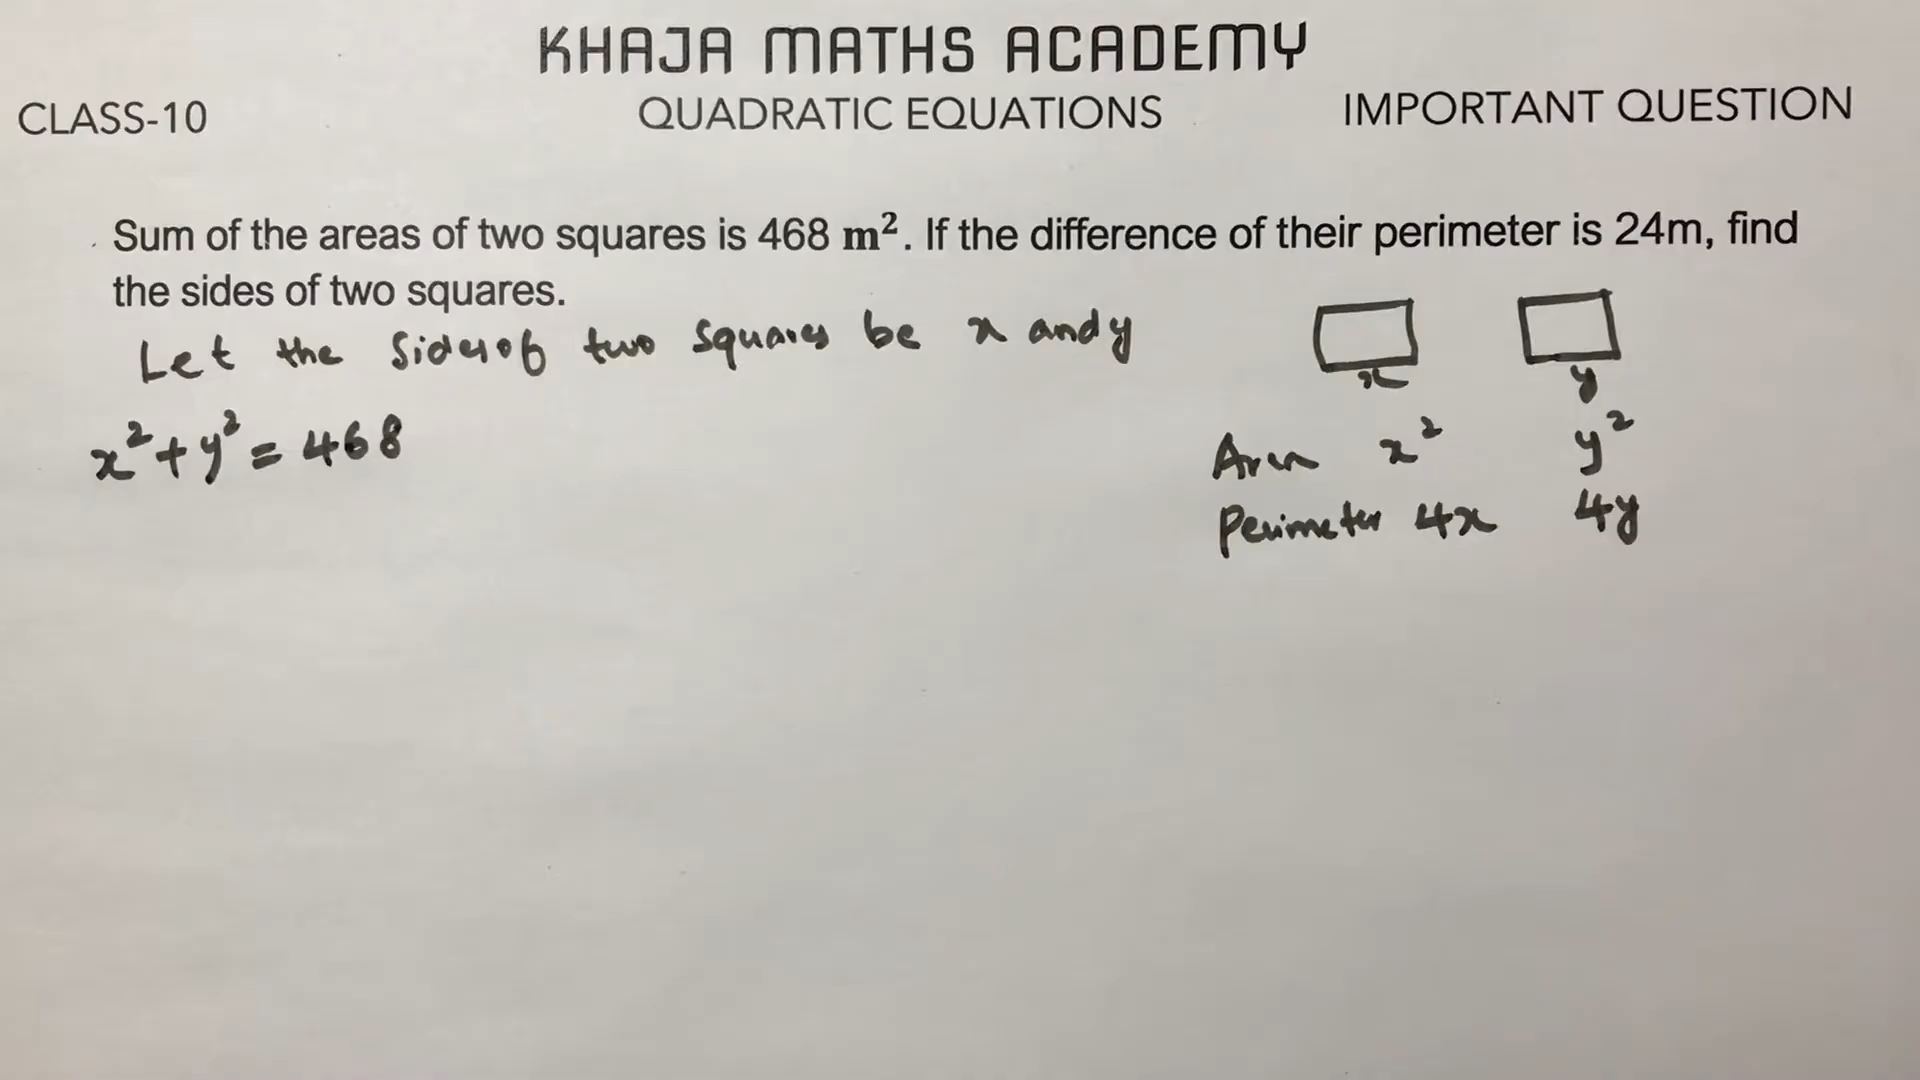 KHAJA MATHS ACADEMY
CLASS-10 QUADRATIC EQUATIONS IMPORTANT QUESTION
Sum of the areas of two squares is 468 m². If the difference of their perimeter is 24m, find
the sides of two squares.
Let the Side of two Squares be x and y
x y
x² + y² = 468
Area x² y²
Perimeter 4x 4y